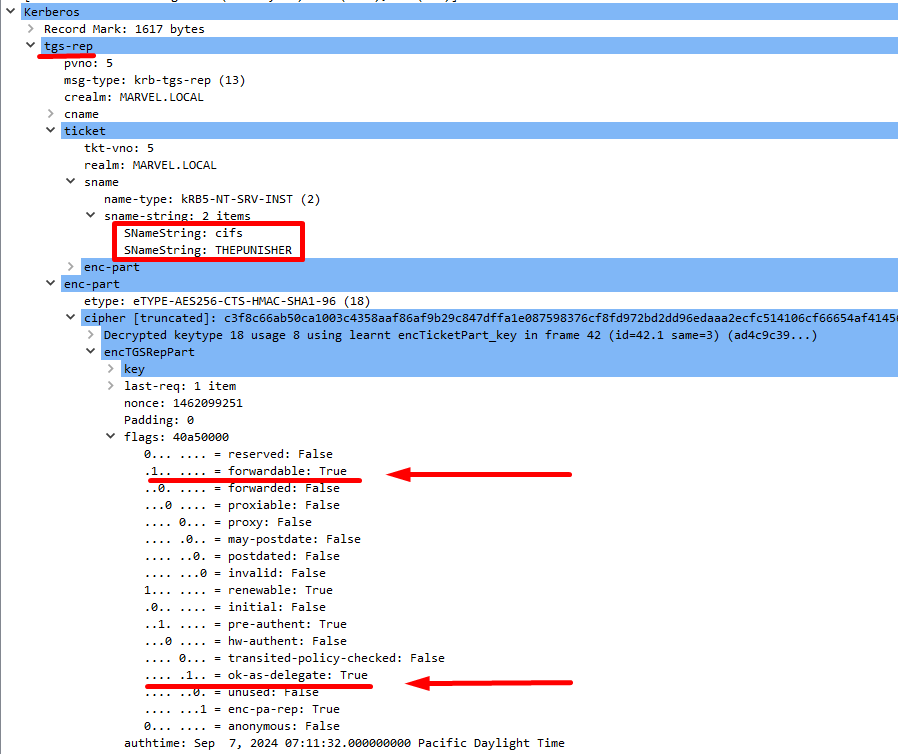 Kerberos
Record Mark: 1617 bytes
tgs-rep
pvno: 5
msg-type: krb-tgs-rep (13)
crealm: MARVEL.LOCAL
cname
ticket
tkt-vno: 5
realm: MARVEL.LOCAL
sname
name-type: kRB5-NT-SRV-INST (2)
sname-string: 2 items
SNameString: cifs
SNameString: THEPUNISHER
enc-part
enc-part
etype: eTYPE-AES256-CTS-HMAC-SHA1-96 (18)
cipher [truncated]: c3f8c66ab50ca1003c4358aaf86af9b29c847dffa1e087598376cf8fd972bd2dd96edaaa2ecfc514106cf66654af4145
Decrypted keytype 18 usage 8 using learnt encTicketPart_key in frame 42 (id=42.1 same=3) (ad4c9c39...)
encTGSRepPart
key
last-req: 1 item
nonce: 1462099251
Padding: 0
flags: 40a50000
0... .... = reserved: False
.1.. .... = forwardable: True
..0. .... = forwarded: False
...0 .... = proxiable: False
.... 0... = proxy: False
.... .0.. = may-postdate: False
.... ..0. = postdated: False
.... ...0 = invalid: False
1... .... = renewable: True
.0.. .... = initial: False
..1. .... = pre-authent: True
...0 .... = hw-authent: False
.... 0... = transited-policy-checked: False
.... .1.. = ok-as-delegate: True
.... ..0. = unused: False
.... ...1 = enc-pa-rep: True
0... .... = anonymous: False
authtime: Sep  7, 2024 07:11:32.000000000 Pacific Daylight Time